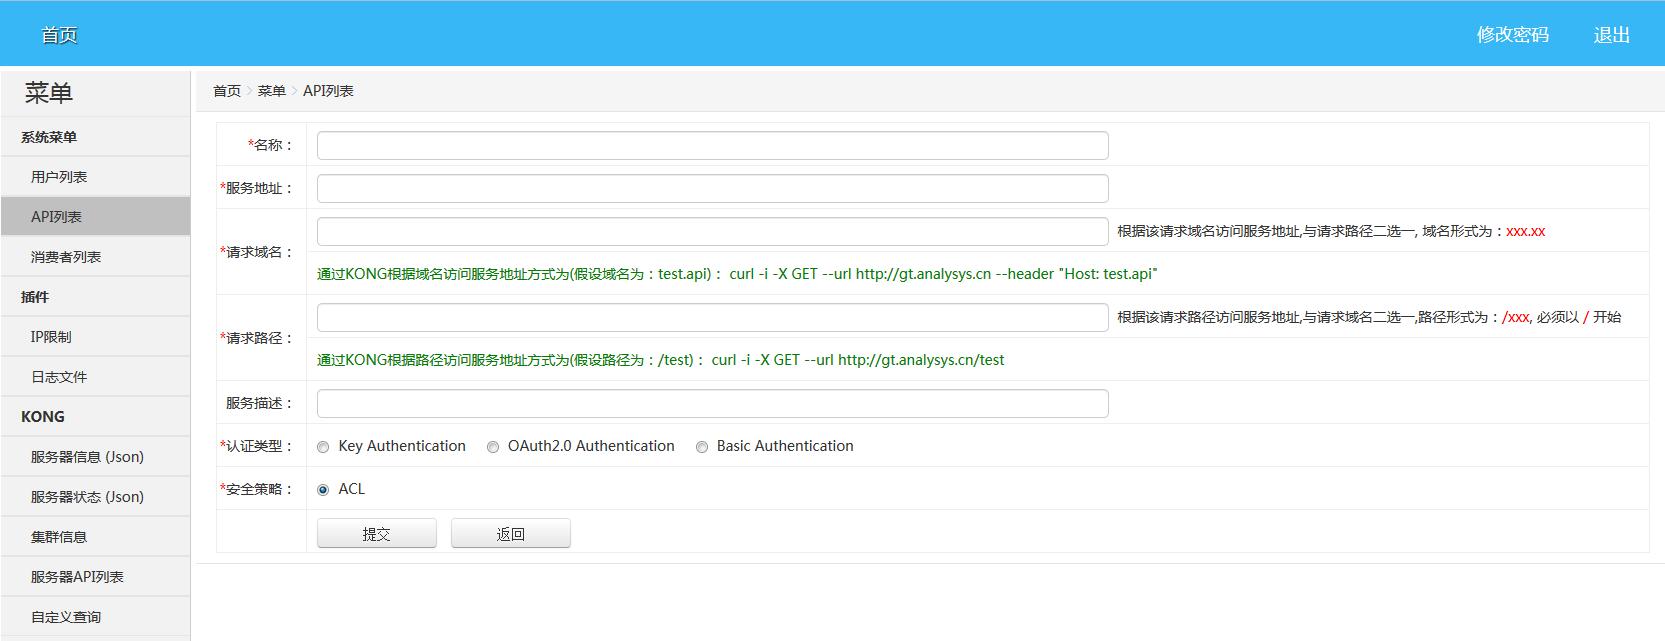 首页
修改密码 退出
菜单
系统菜单
用户列表
API列表
消费者列表
插件
IP限制
日志文件
KONG
服务器信息 (Json)
服务器状态 (Json)
集群信息
服务器API列表
自定义查询
首页 > 菜单 > API列表
*名称：
*服务地址：
*请求域名：
根据该请求域名访问服务地址,与请求路径二选一, 域名形式为：xxx.xx
通过KONG根据域名访问服务地址方式为(假设域名为：test.api)： curl -i -X GET --url http://gt.analysys.cn --header "Host: test.api"
*请求路径：
根据该请求路径访问服务地址,与请求域名二选一,路径形式为：/xxx, 必须以 / 开始
通过KONG根据路径访问服务地址方式为(假设路径为：/test)： curl -i -X GET --url http://gt.analysys.cn/test
服务描述：
*认证类型： Key Authentication OAuth2.0 Authentication Basic Authentication
*安全策略： ACL
提交 返回